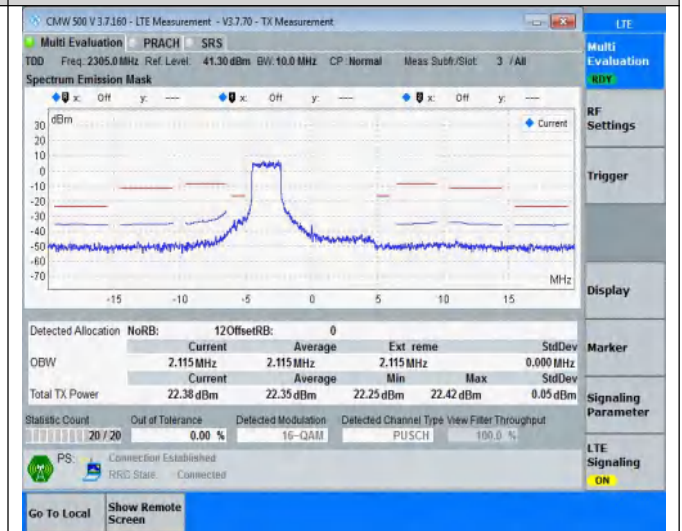 CMW 500 V 3.7.160 - LTE Measurement - V3.7.70 - TX Measurement
LTE
Multi Evaluation PRACH SRS
Multi Evaluation
RDY
TDD Freq.: 2305.0 MHz Ref. Level: 41.30 dBm BW: 10.0 MHz CP: Normal Meas Subfr./Slot: 3 / All
Spectrum Emission Mask
x: Off y: --- x: Off y: --- x: Off y: ---
dBm
Current
30
20
10
0
-10
-20
-30
-40
-50
-60
-70
MHz
-15 -10 -5 0 5 10 15
RF Settings
Trigger
Display
Marker
Signaling Parameter
LTE Signaling
ON
Detected Allocation NoRB: 12OffsetRB: 0
Current Average Ext reme StdDev
OBW 2.115 MHz 2.115 MHz 2.115 MHz 0.000 MHz
Current Average Min Max StdDev
Total TX Power 22.38 dBm 22.35 dBm 22.25 dBm 22.42 dBm 0.05 dBm
Statistic Count Out of Tolerance Detected Modulation Detected Channel Type View Filter Throughput
20 / 20 0.00 % 16-QAM PUSCH 100.0 %
PS: Connection Established
RRC State: Connected
Go To Local
Show Remote Screen